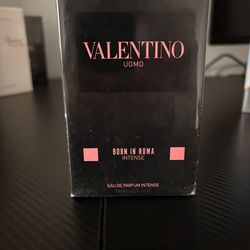 VALENTINO
UOMO
BORN IN ROMA
INTENSE
EAU DE PARFUM INTENSE